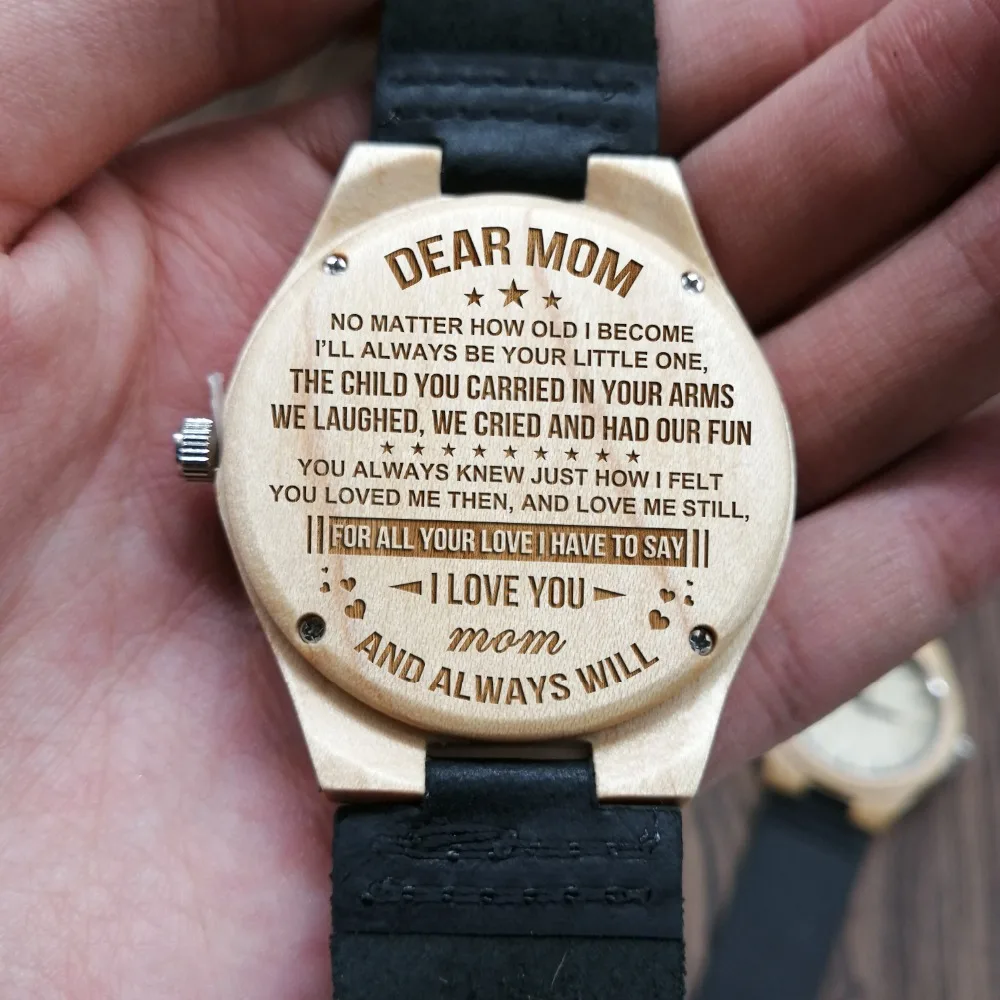 DEAR MOM
NO MATTER HOW OLD I BECOME
I'LL ALWAYS BE YOUR LITTLE ONE,
THE CHILD YOU CARRIED IN YOUR ARMS
WE LAUGHED, WE CRIED AND HAD OUR FUN
YOU ALWAYS KNEW JUST HOW I FELT
YOU LOVED ME THEN, AND LOVE ME STILL,
FOR ALL YOUR LOVE I HAVE TO SAY
I LOVE YOU
mom
AND ALWAYS WILL